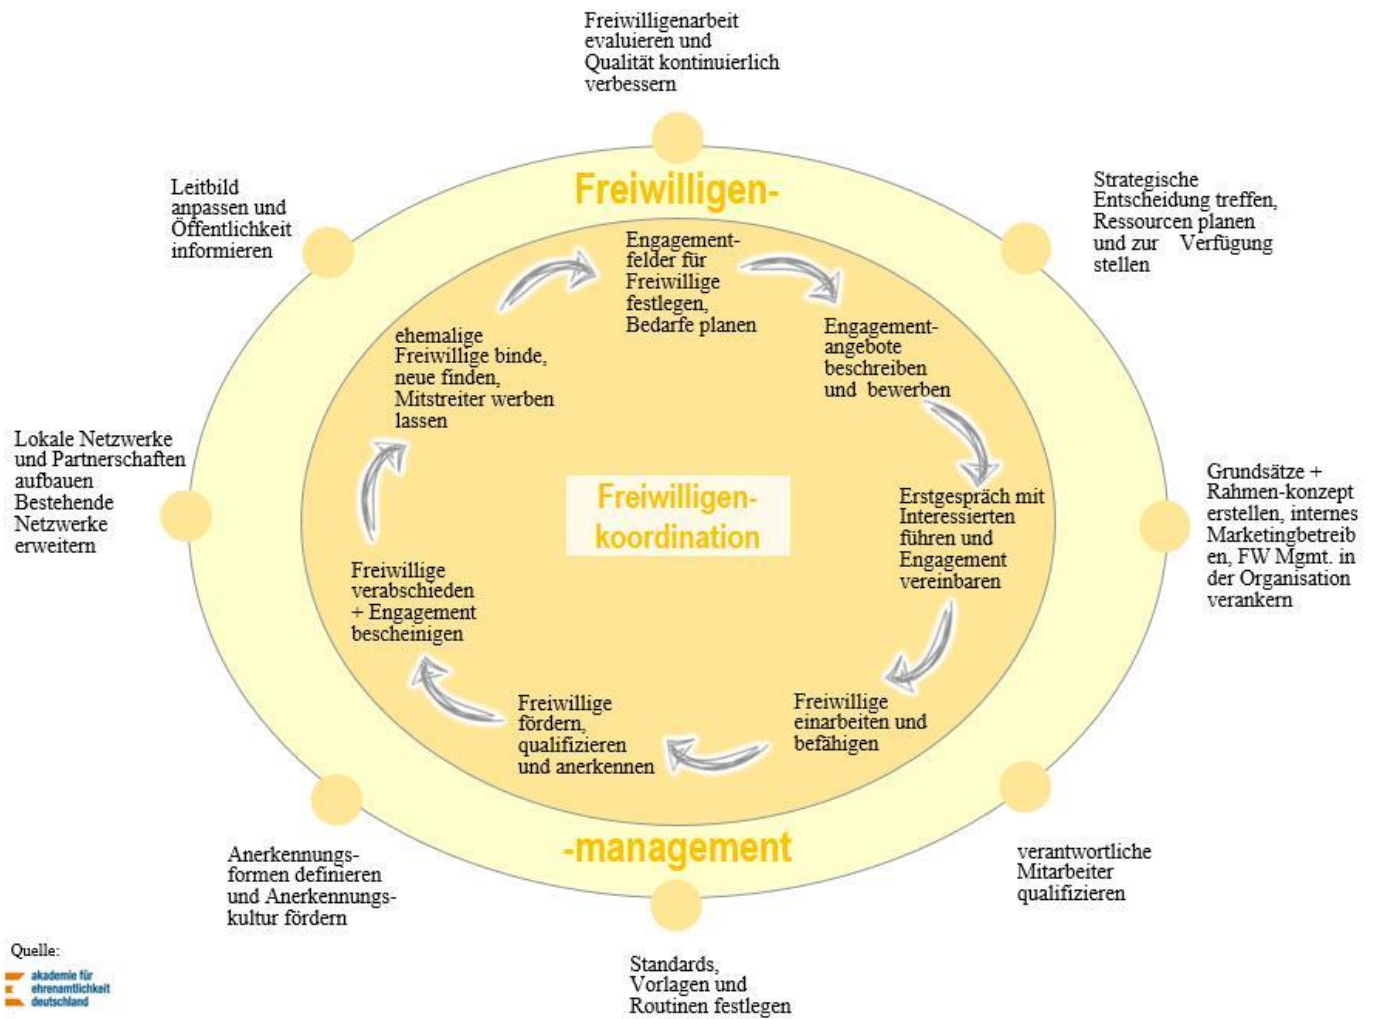 Freiwilligenarbeit
evaluieren und
Qualität kontinuierlich
verbessern
Strategische
Entscheidung treffen,
Ressourcen planen
und zur Verfügung
stellen
Grundsätze +
Rahmen-konzept
erstellen, internes
Marketingbetreib
en, FW Mgmt. in
der Organisation
verankern
verantwortliche
Mitarbeiter
qualifizieren
Standards,
Vorlagen und
Routinen festlegen
Anerkennungs-
formen definieren
und Anerkennungs-
kultur fördern
Lokale Netzwerke
und Partnerschaften
aufbauen
Bestehende
Netzwerke
erweitern
Leitbild
anpassen und
Öffentlichkeit
informieren
Freiwilligen-
-management
Engagement-
felder für
Freiwillige
festlegen,
Bedarfe planen
Engagement-
angebote
beschreiben
und bewerben
Erstgespräch mit
Interessierten
führen und
Engagement
vereinbaren
Freiwillige
einarbeiten und
befähigen
Freiwillige
fördern,
qualifizieren
und anerkennen
Freiwillige
verabschieden
+ Engagement
bescheinigen
ehemalige
Freiwillige binde,
neue finden,
Mitstreiter werben
lassen
Freiwilligen-
koordination
Quelle:
akademie für
ehrenamtlichkeit
deutschland